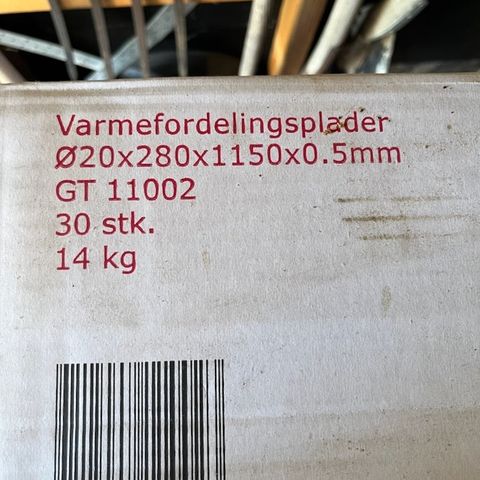 Varmefordelingsplader
Ø20x280x1150x0.5mm
GT 11002
30 stk.
14 kg